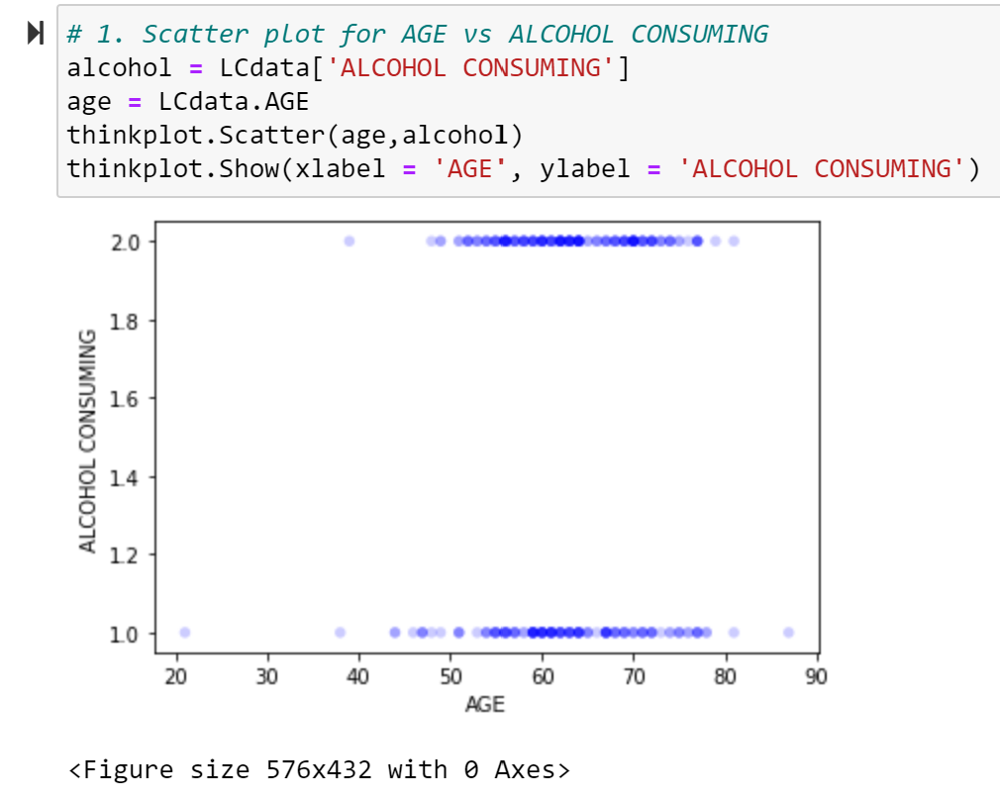 # 1. Scatter plot for AGE vs ALCOHOL CONSUMING
alcohol = LCdata['ALCOHOL CONSUMING']
age = LCdata.AGE
thinkplot.Scatter(age,alcohol)
thinkplot.Show(xlabel = 'AGE', ylabel = 'ALCOHOL CONSUMING')
2.0
1.8
1.6
1.4
1.2
1.0
ALCOHOL CONSUMING
20 30 40 50 60 70 80 90
AGE
<Figure size 576x432 with 0 Axes>